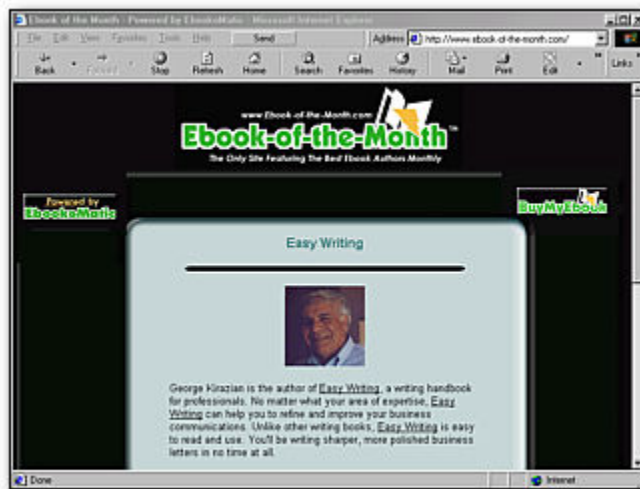 Ebook of the Month - Powered by EbooksMatic - Microsoft Internet Explorer
File Edit View Favorites Tools Help Send Address http://www.ebook-of-the-month.com/
Back Forward Stop Refresh Home Search Favorites History Mail Print Edit Links
www.Ebook-of-the-Month.com
Ebook-of-the-Month™
The Only Site Featuring The Best Ebook Authors Monthly
Powered by
EbooksMatic
BuyMyEbook
Easy Writing
George Kirazian is the author of Easy Writing, a writing handbook
for professionals. No matter what your area of expertise, Easy
Writing can help you to refine and improve your business
communications. Unlike other writing books, Easy Writing is easy
to read and use. You'll be writing sharper, more polished business
letters in no time at all.
Done Internet